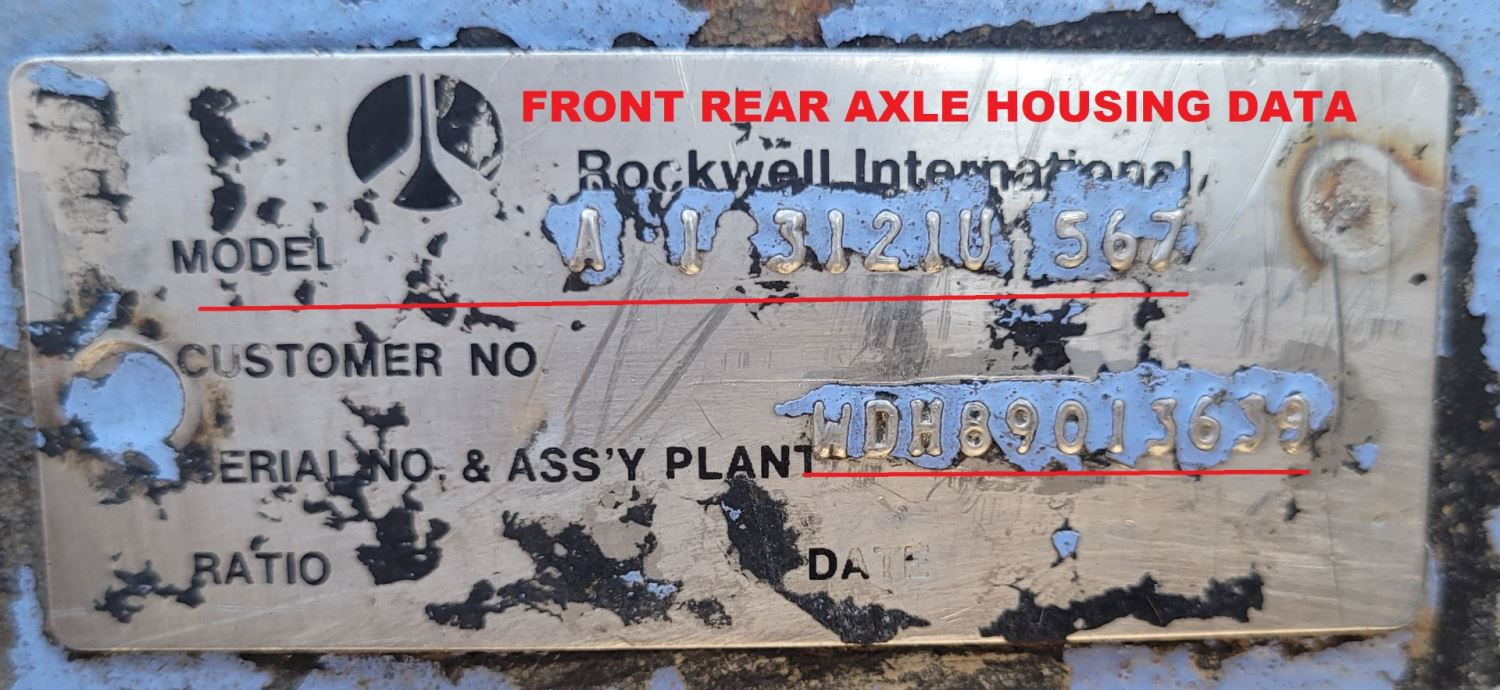 FRONT REAR AXLE HOUSING DATA
Rockwell International
MODEL A 1 3121U 567
CUSTOMER NO.
SERIAL NO. & ASS'Y PLANT WDH89013639
RATIO DATE